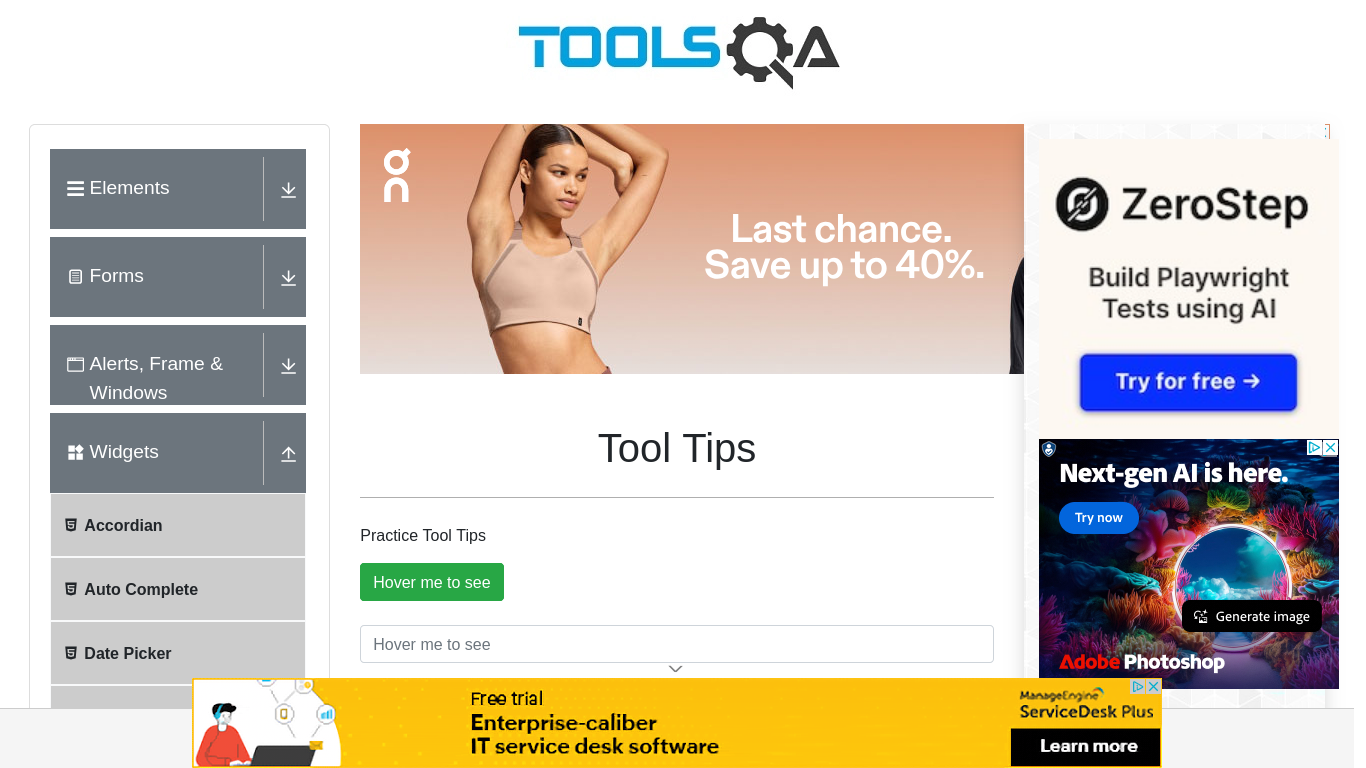 TOOLSQA
Elements
Forms
Alerts, Frame &
Windows
Widgets
Accordian
Auto Complete
Date Picker
on
Last chance.
Save up to 40%.
Tool Tips
Practice Tool Tips
Hover me to see
Hover me to see
ZeroStep
Build Playwright
Tests using AI
Try for free →
Next-gen AI is here.
Try now
Generate image
Adobe Photoshop
Free trial
Enterprise-caliber
IT service desk software
ManageEngine
ServiceDesk Plus
Learn more